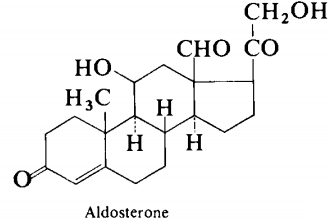 CH₂OH
CHO CO
HO
H₃C H
H H
O
Aldosterone